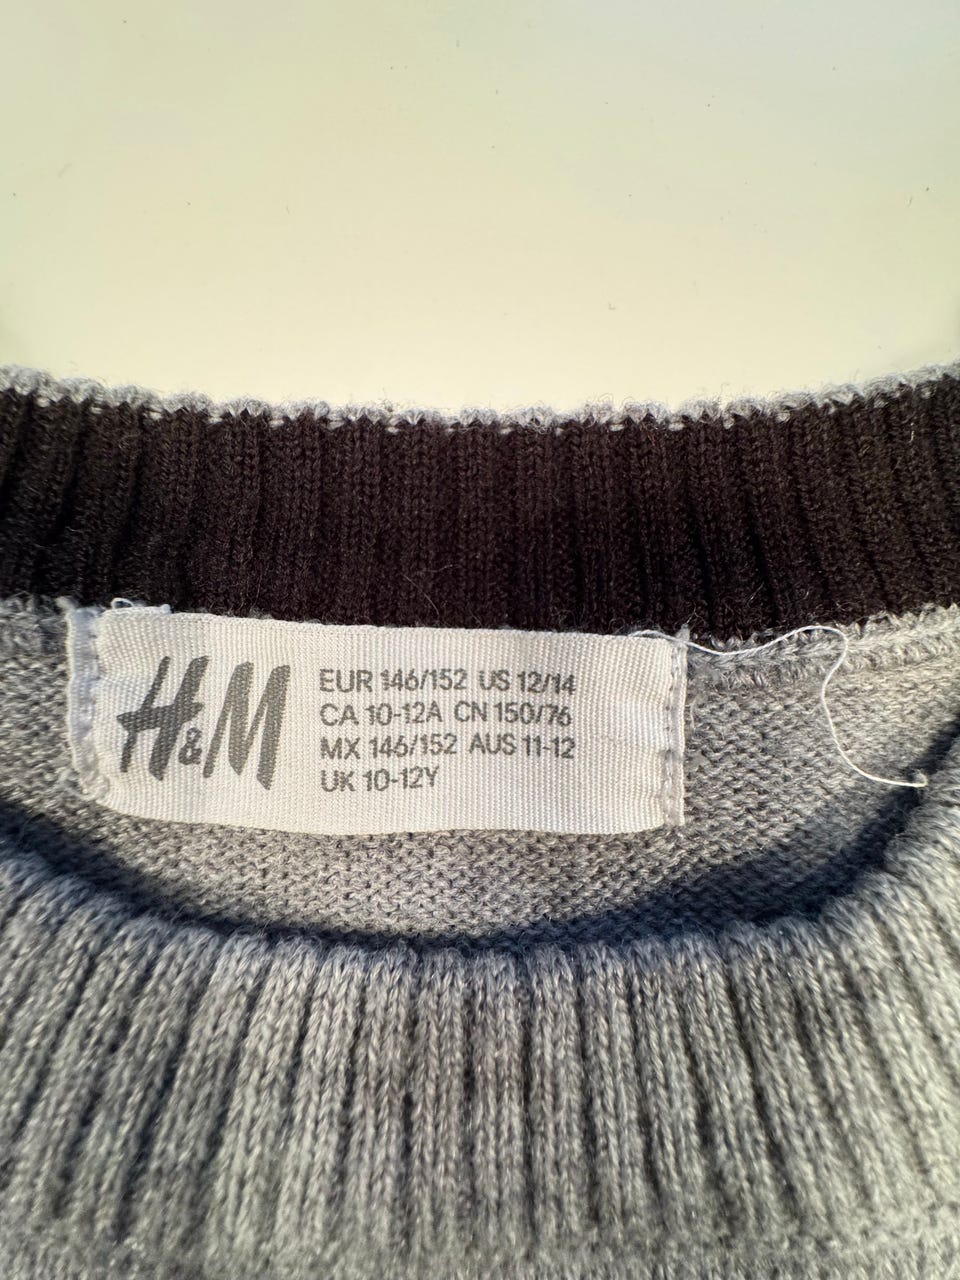 H&M
EUR 146/152 US 12/14
CA 10-12A CN 150/76
MX 146/152 AUS 11-12
UK 10-12Y